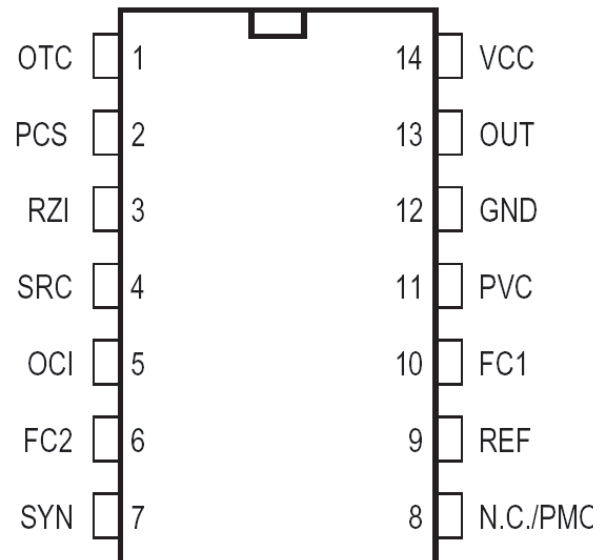 OTC 1 14 VCC
PCS 2 13 OUT
RZI 3 12 GND
SRC 4 11 PVC
OCI 5 10 FC1
FC2 6 9 REF
SYN 7 8 N.C./PMO